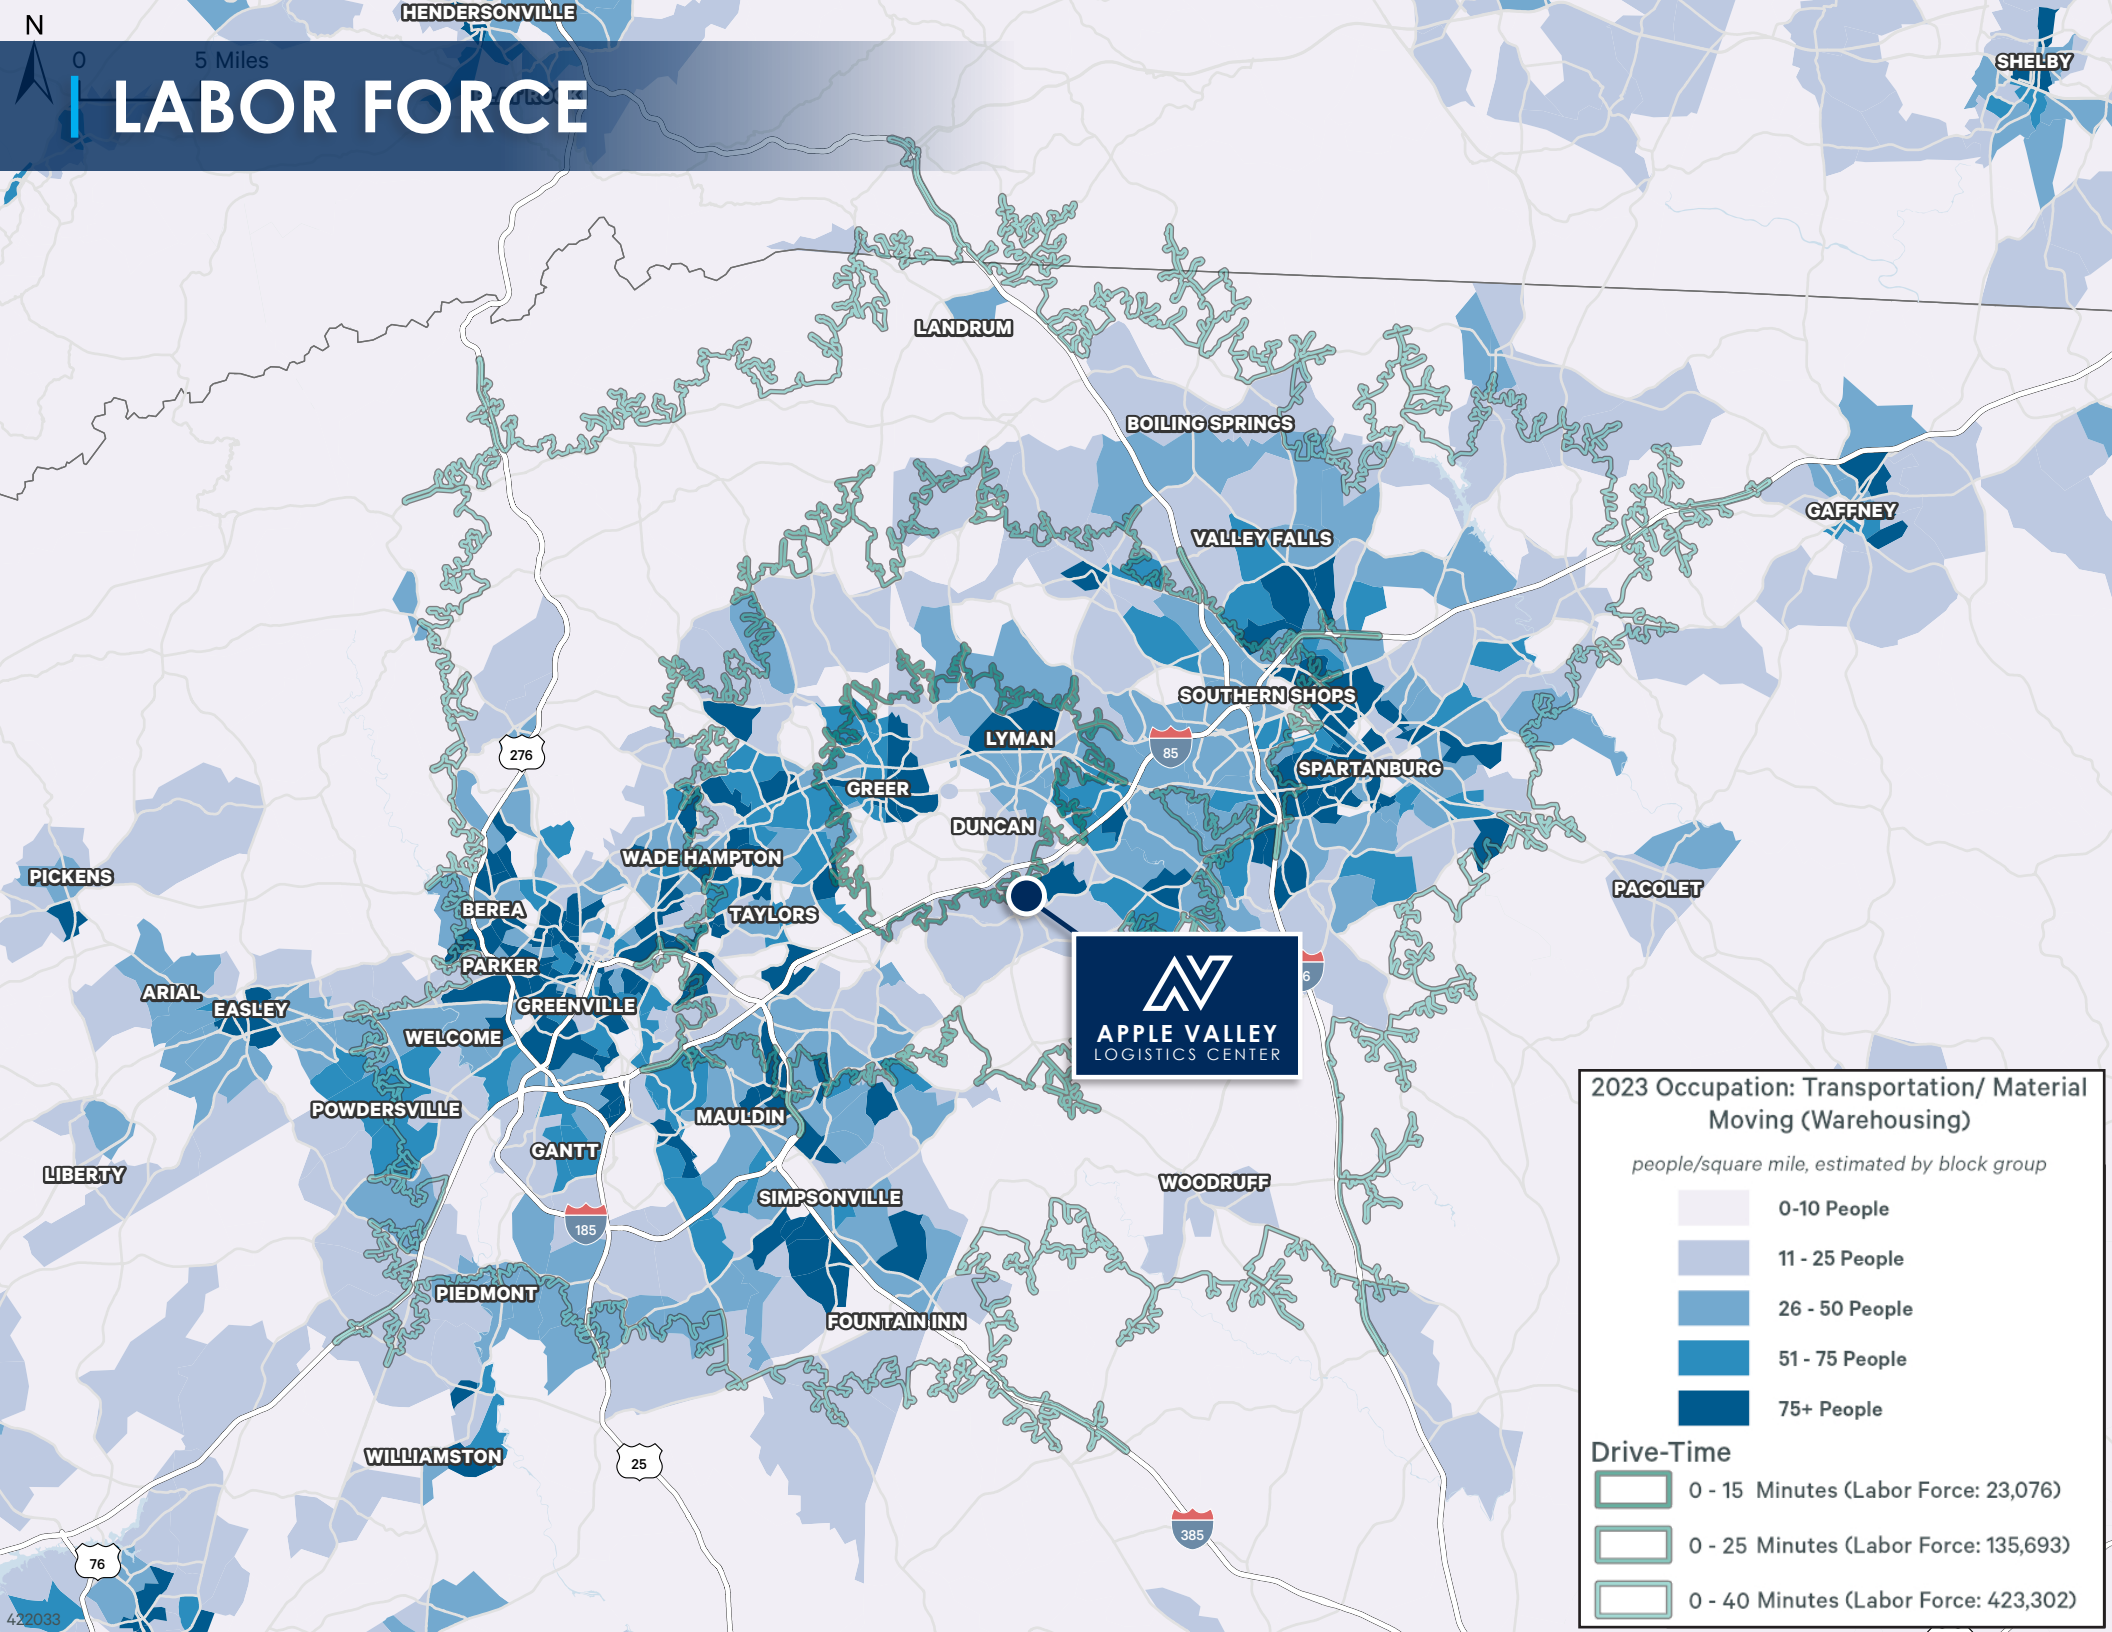 HENDERSONVILLE
N
0 5 Miles
LABOR FORCE
SHELBY
LANDRUM
BOILING SPRINGS
GAFFNEY
VALLEY FALLS
SOUTHERN SHOPS
LYMAN
85
276
SPARTANBURG
GREER
DUNCAN
WADE HAMPTON
PICKENS
PACOLET
BEREA
TAYLORS
PARKER
6
ARIAL
EASLEY
GREENVILLE
WELCOME
APPLE VALLEY
LOGISTICS CENTER
POWDERSVILLE
MAULDIN
GANTT
LIBERTY
WOODRUFF
SIMPSONVILLE
185
PIEDMONT
FOUNTAIN INN
WILLIAMSTON
25
385
76
422033
2023 Occupation: Transportation/ Material
Moving (Warehousing)
people/square mile, estimated by block group
0-10 People
11 - 25 People
26 - 50 People
51 - 75 People
75+ People
Drive-Time
0 - 15 Minutes (Labor Force: 23,076)
0 - 25 Minutes (Labor Force: 135,693)
0 - 40 Minutes (Labor Force: 423,302)